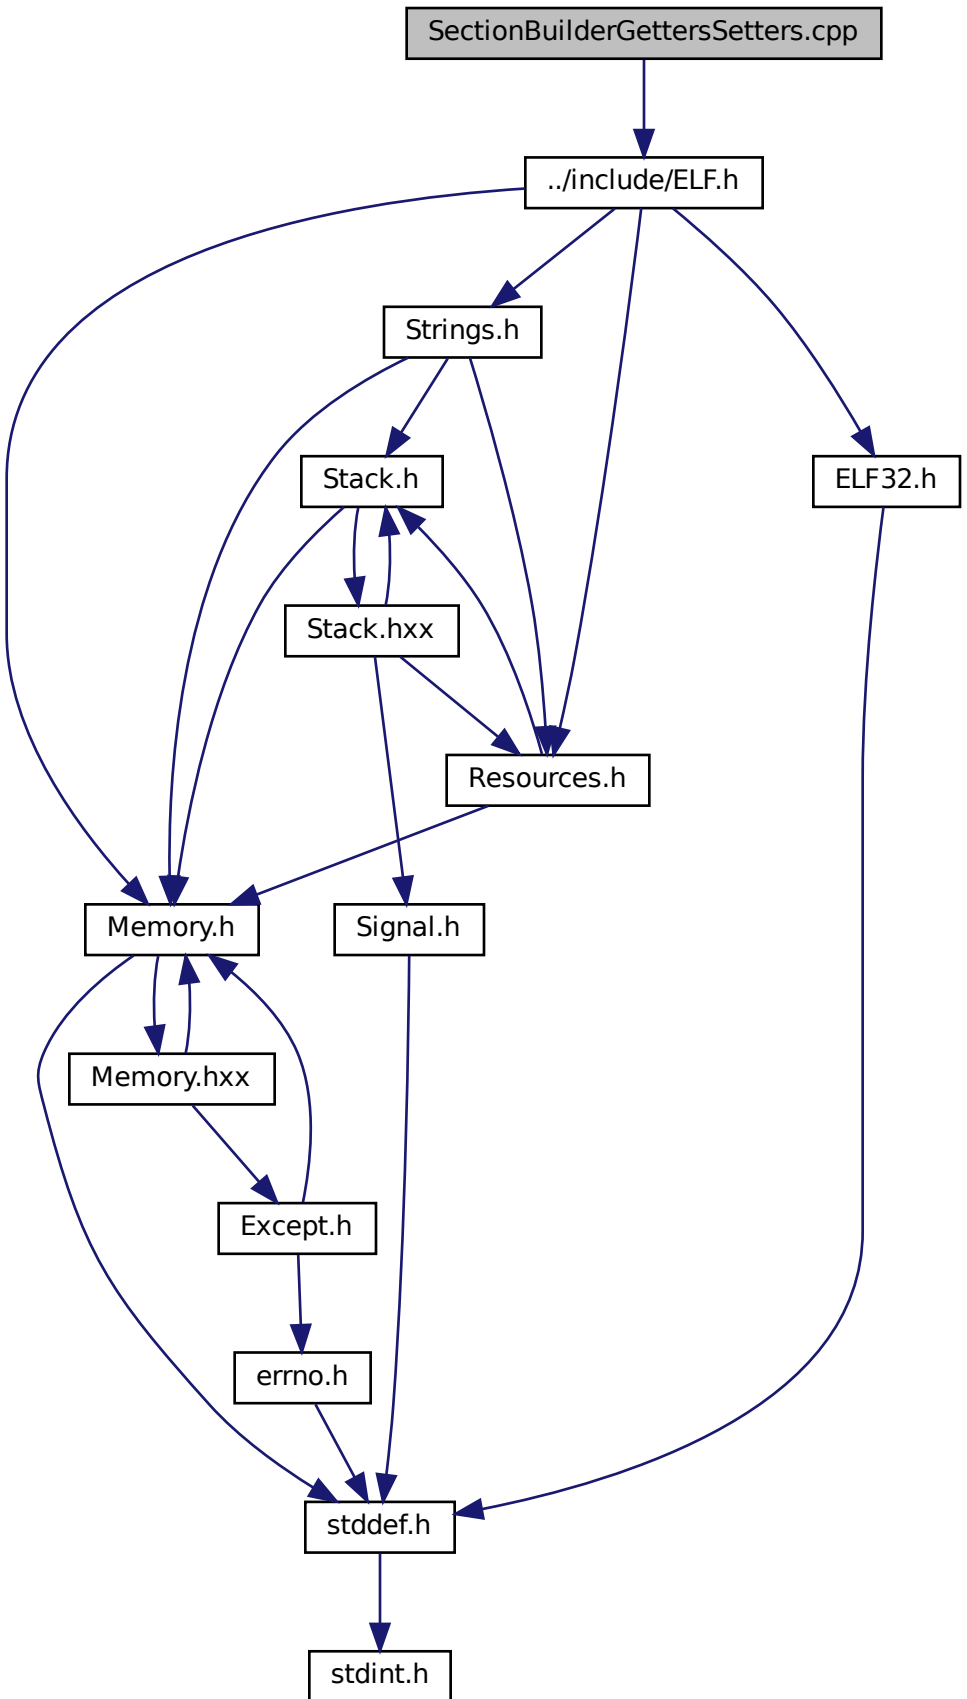 SectionBuilderGettersSetters.cpp
../include/ELF.h
Strings.h
Stack.h
ELF32.h
Stack.hxx
Resources.h
Memory.h
Signal.h
Memory.hxx
Except.h
errno.h
stddef.h
stdint.h